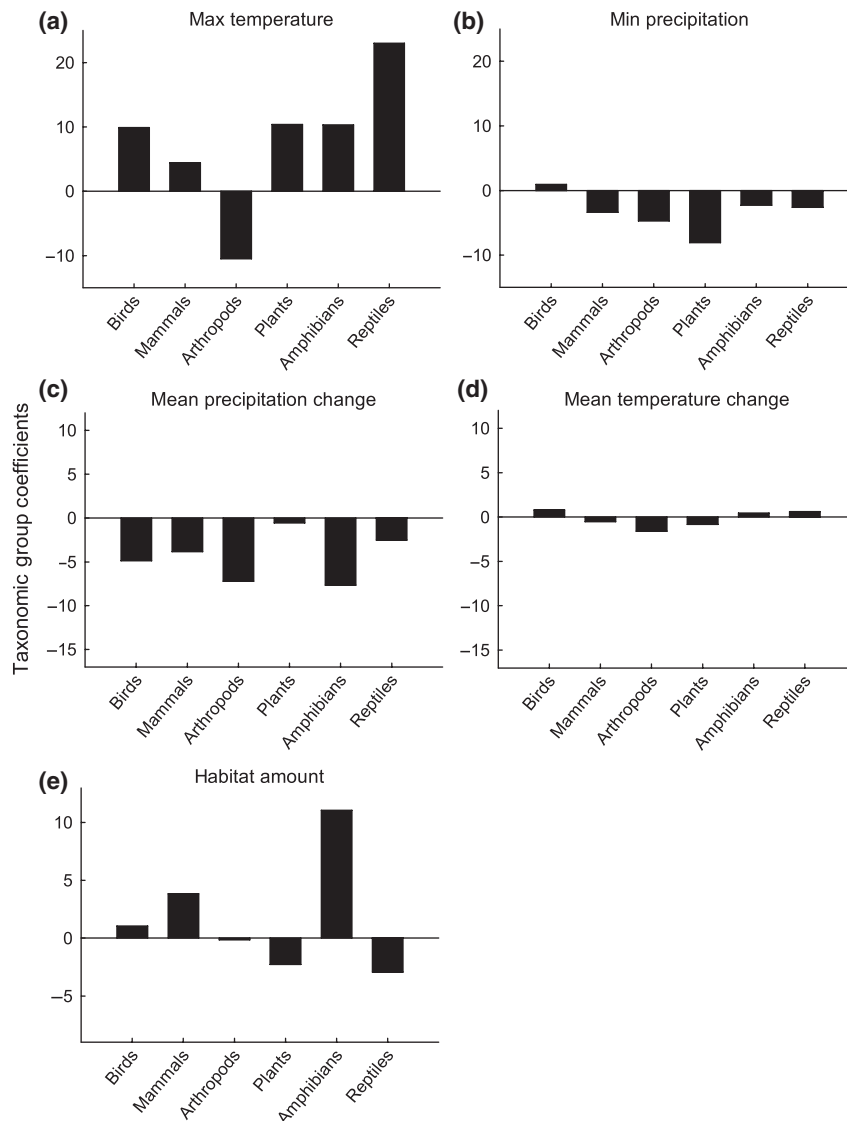 (a)
Max temperature
20
10
0
−10
Birds
Mammals
Arthropods
Plants
Amphibians
Reptiles
(b)
Min precipitation
20
10
0
−10
Birds
Mammals
Arthropods
Plants
Amphibians
Reptiles
Taxonomic group coefficients
(c)
Mean precipitation change
10
5
0
−5
−10
−15
Birds
Mammals
Arthropods
Plants
Amphibians
Reptiles
(d)
Mean temperature change
10
5
0
−5
−10
−15
Birds
Mammals
Arthropods
Plants
Amphibians
Reptiles
(e)
Habitat amount
10
5
0
−5
Birds
Mammals
Arthropods
Plants
Amphibians
Reptiles